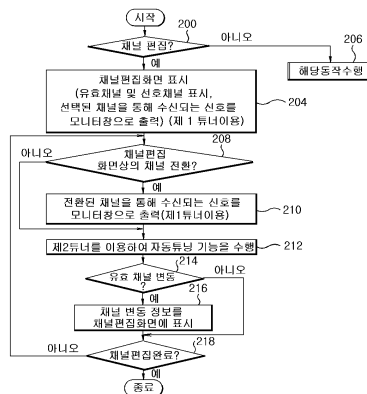 시작
200
채널 편집?
아니오
206
예
해당동작수행
채널편집화면 표시
(유효채널 및 선호채널 표시,
선택된 채널을 통해 수신되는 신호를
모니터창으로 출력) (제 1 튜너이용)
204
208
아니오
채널편집
화면상의 채널 전환?
예
전환된 채널을 통해 수신되는 신호를
모니터창으로 출력(제1튜너이용)
210
제2튜너를 이용하여 자동튜닝 기능을 수행
212
214
유효 채널 변동
?
아니오
예
216
채널 변동 정보를
채널편집화면에 표시
아니오
218
채널편집완료?
예
종료